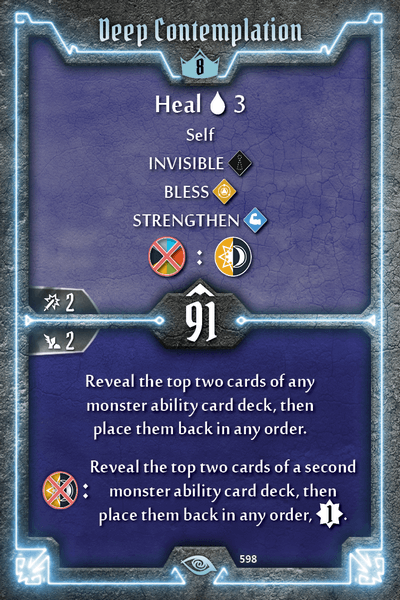 Deep Contemplation
8
Heal 3
Self
INVISIBLE
BLESS
STRENGTHEN
:
2
91
2
Reveal the top two cards of any
monster ability card deck, then
place them back in any order.
: Reveal the top two cards of a second
monster ability card deck, then
place them back in any order, 1.
598